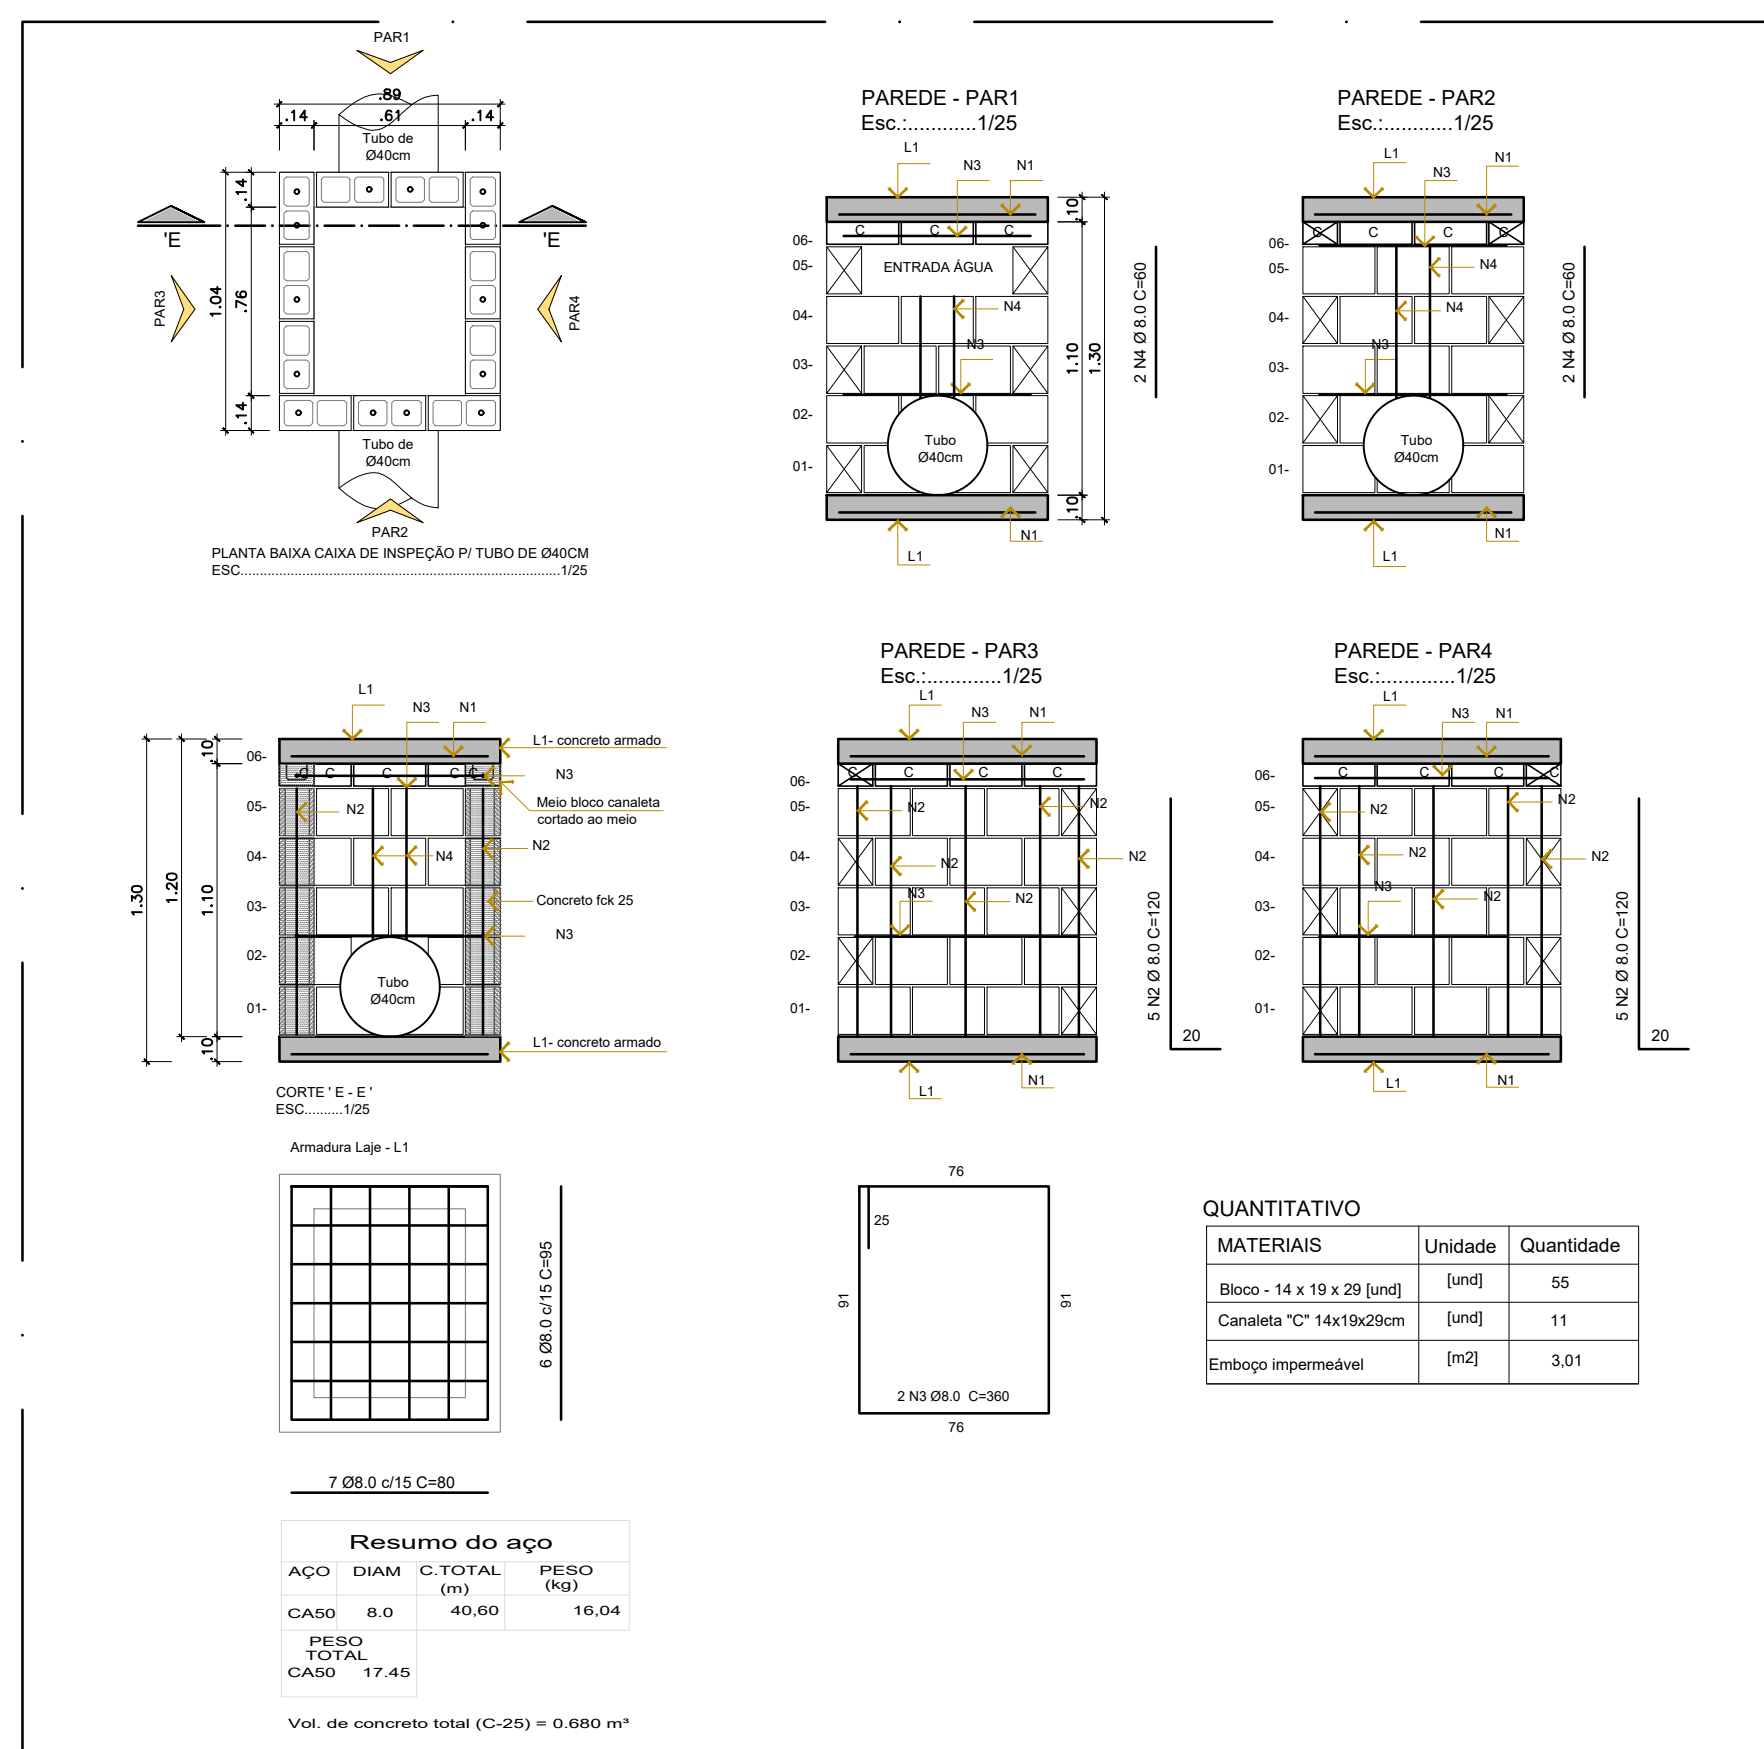 PAR1
.89
.14
.61
.14
Tubo de
Ø40cm
.14
'E
'E
1.04
.76
PAR3
PAR4
.14
Tubo de
Ø40cm
PAR2
PLANTA BAIXA CAIXA DE INSPEÇÃO P/ TUBO DE Ø40CM
ESC................................................................................1/25
PAREDE - PAR1
Esc.:............1/25
L1
N3
N1
.10
C
C
C
06-
05-
ENTRADA ÁGUA
04-
N4
N3
03-
1.10
1.30
02-
Tubo
Ø40cm
01-
.10
N1
L1
2 N4 Ø 8.0 C=60
PAREDE - PAR2
Esc.:............1/25
L1
N3
N1
C
C
C
C
06-
05-
N4
04-
N4
N3
03-
02-
Tubo
Ø40cm
01-
N1
L1
2 N4 Ø 8.0 C=60
L1
N3
N1
.10
06-
L1- concreto armado
C
C
C
C
C
N3
05-
N2
Meio bloco canaleta
cortado ao meio
04-
N4
N2
1.30
1.20
1.10
03-
Concreto fck 25
N3
02-
Tubo
Ø40cm
01-
.10
L1- concreto armado
CORTE ' E - E '
ESC..........1/25
PAREDE - PAR3
Esc.:.............1/25
L1
N3
N1
C
C
C
C
06-
05-
N2
N2
04-
N2
N2
N3
N2
03-
02-
01-
N1
L1
5 N2 Ø 8.0 C=120
20
PAREDE - PAR4
Esc.:.............1/25
L1
N3
N1
C
C
C
C
06-
05-
N2
N2
04-
N2
N2
N3
N2
03-
02-
01-
N1
L1
5 N2 Ø 8.0 C=120
20
Armadura Laje - L1
6 Ø8.0 c/15 C=95
7 Ø8.0 c/15 C=80
76
25
91
91
2 N3 Ø8.0 C=360
76
QUANTITATIVO
MATERIAIS Unidade Quantidade
Bloco - 14 x 19 x 29 [und] [und] 55
Canaleta "C" 14x19x29cm [und] 11
Emboço impermeável [m2] 3,01
Resumo do aço
AÇO DIAM C.TOTAL PESO
(m) (kg)
CA50 8.0 40,60 16,04
PESO
TOTAL
CA50 17.45
Vol. de concreto total (C-25) = 0.680 m³